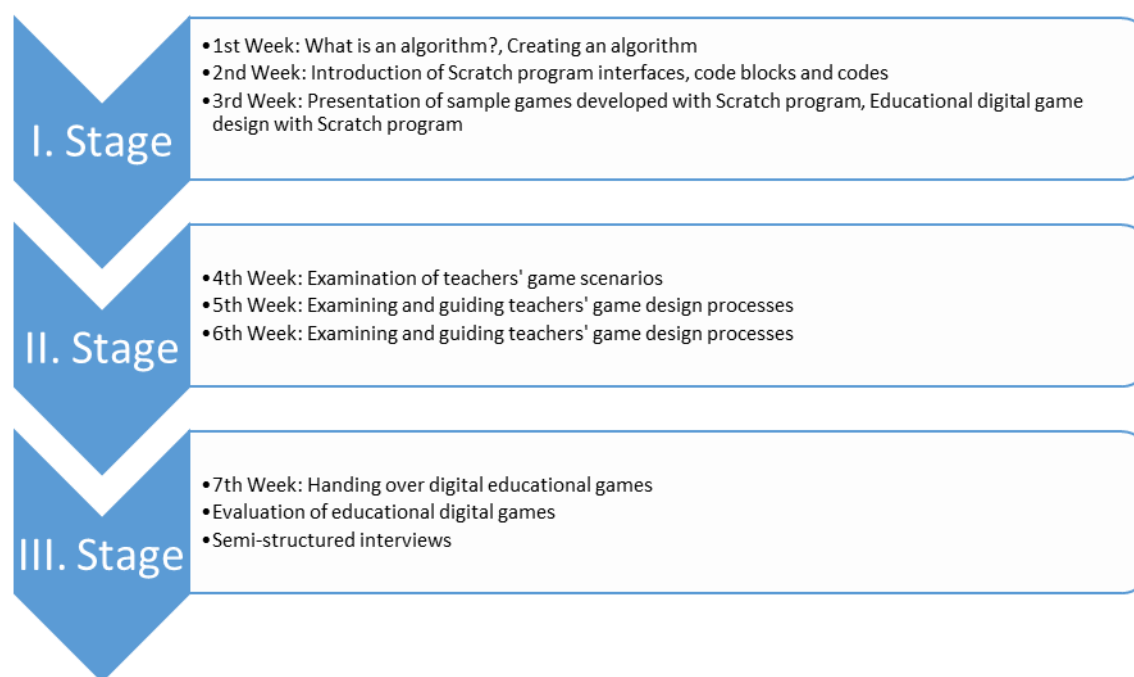 I. Stage
•1st Week: What is an algorithm?, Creating an algorithm
•2nd Week: Introduction of Scratch program interfaces, code blocks and codes
•3rd Week: Presentation of sample games developed with Scratch program, Educational digital game
design with Scratch program
II. Stage
•4th Week: Examination of teachers' game scenarios
•5th Week: Examining and guiding teachers' game design processes
•6th Week: Examining and guiding teachers' game design processes
III. Stage
•7th Week: Handing over digital educational games
•Evaluation of educational digital games
•Semi-structured interviews